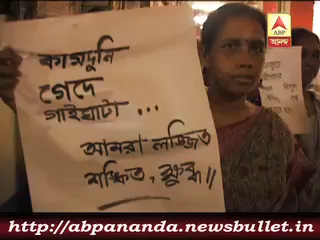 কামদুনি
গেদে
গাইঘাটা ...
আমরা লজ্জিত
শঙ্কিত, ক্ষুব্ধ !!
abp
আনন্দ
http://abpananda.newsbullet.in